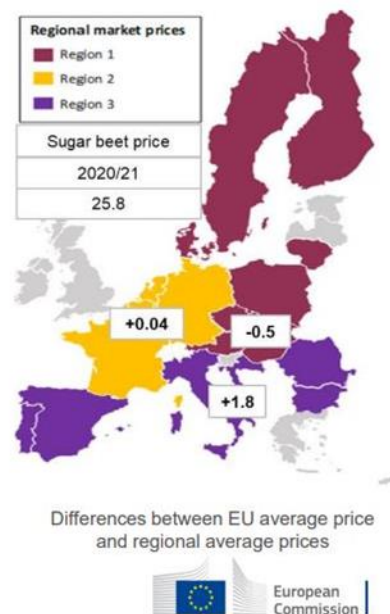 Regional market prices
Region 1
Region 2
Region 3
Sugar beet price
2020/21
25.8
+0.04
-0.5
+1.8
Differences between EU average price
and regional average prices
European
Commission